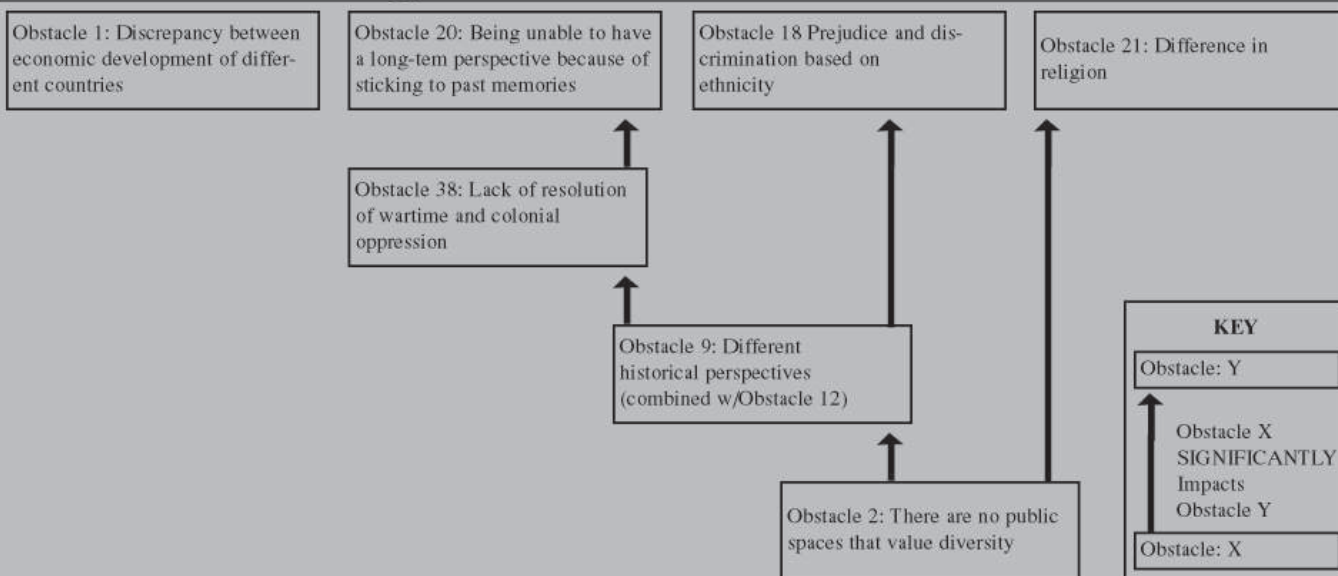 Obstacle 1: Discrepancy between
economic development of differ-
ent countries
Obstacle 20: Being unable to have
a long-tem perspective because of
sticking to past memories
Obstacle 18 Prejudice and dis-
crimination based on
ethnicity
Obstacle 21: Difference in
religion
Obstacle 38: Lack of resolution
of wartime and colonial
oppression
Obstacle 9: Different
historical perspectives
(combined w/Obstacle 12)
Obstacle 2: There are no public
spaces that value diversity
KEY
Obstacle: Y
Obstacle X
SIGNIFICANTLY
Impacts
Obstacle Y
Obstacle: X